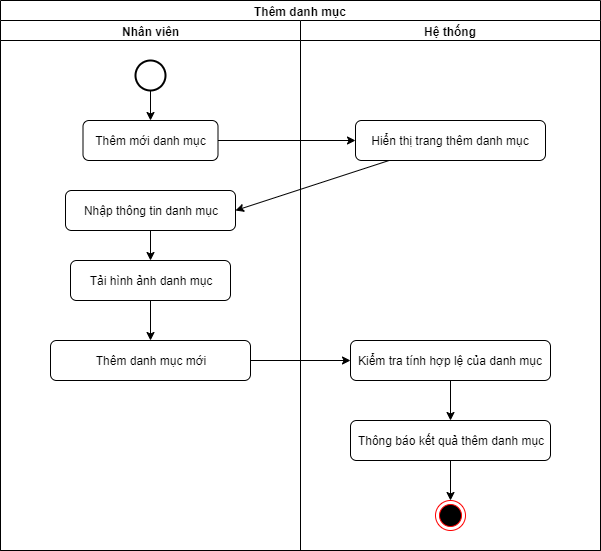 Thêm danh mục
Nhân viên
Hệ thống
Thêm mới danh mục
Hiển thị trang thêm danh mục
Nhập thông tin danh mục
Tải hình ảnh danh mục
Thêm danh mục mới
Kiểm tra tính hợp lệ của danh mục
Thông báo kết quả thêm danh mục